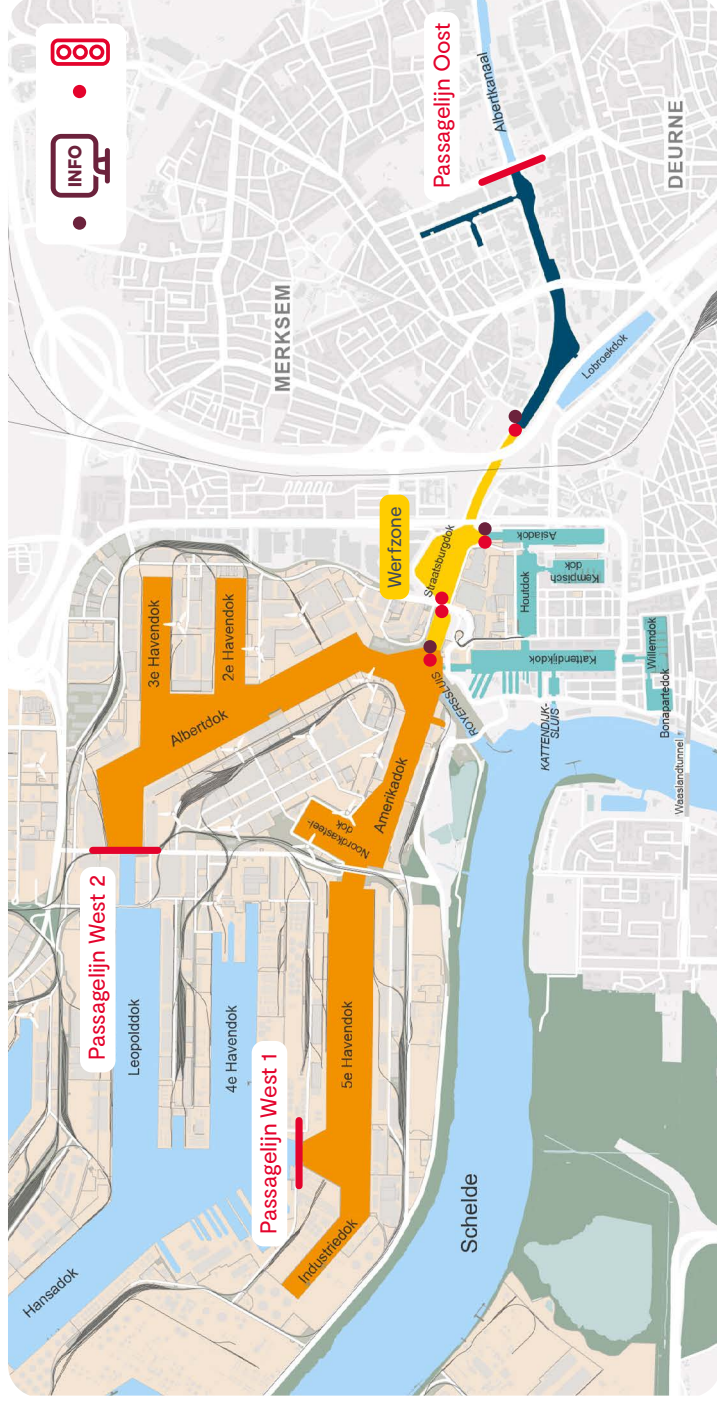 INFO
Passagelijn Oost
Albertkanaal
DEURNE
MERKSEM
Lobroekdok
Werfzone
Straatsburgdok
Asiadok
Kempisch
dok
Houtdok
Kattendijkdok
Willemdok
Bonapartedok
3e Havendok
2e Havendok
Albertdok
ROYERSSLUIS
KATTENDIJK-
SLUIS
Waaslandtunnel
Amerikadok
Noordkasteel-
dok
Passagelijn West 2
Leopolddok
4e Havendok
5e Havendok
Passagelijn West 1
Schelde
Industriedok
Hansadok